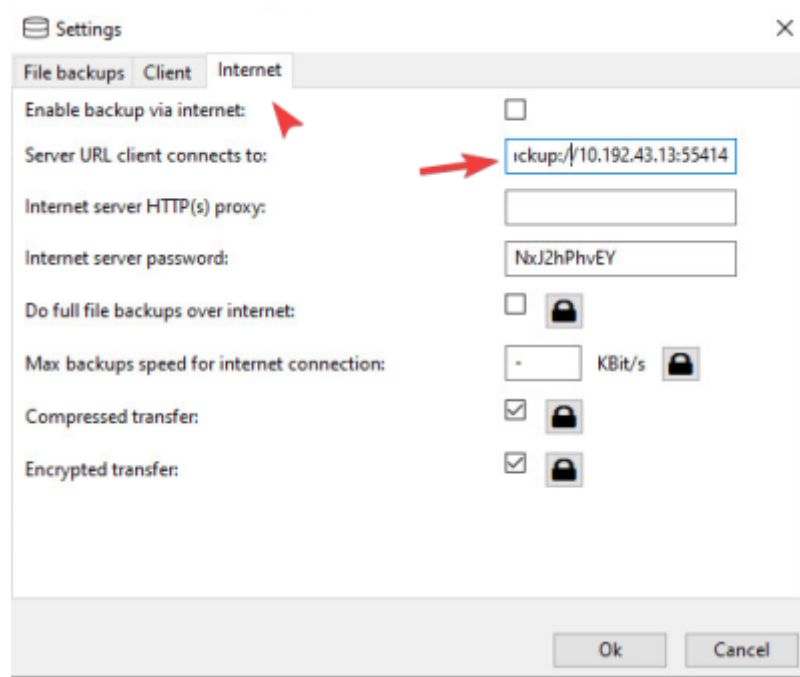 Settings
File backups Client Internet
Enable backup via internet:
Server URL client connects to: ickup://10.192.43.13:55414
Internet server HTTP(s) proxy:
Internet server password: NxJ2hPhvEY
Do full file backups over internet:
Max backups speed for internet connection: - KBit/s
Compressed transfer:
Encrypted transfer:
Ok Cancel